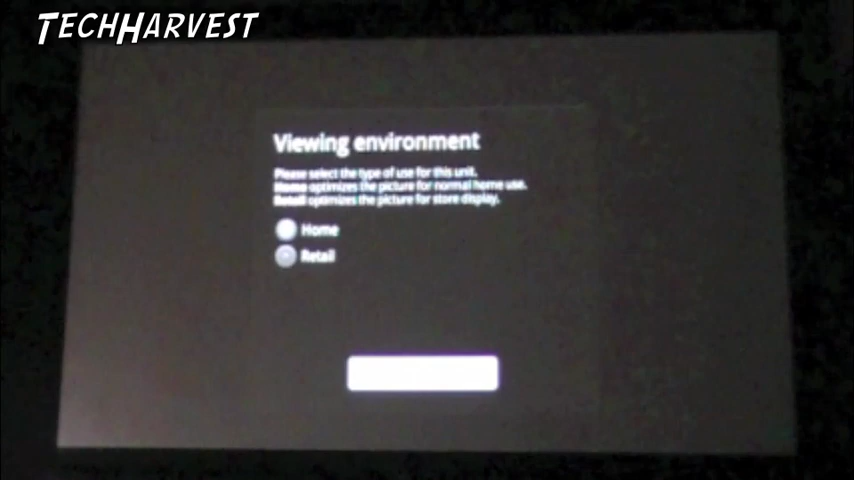 TECHHARVEST
Viewing environment
Please select the type of use for this unit.
Home optimizes the picture for normal home use.
Retail optimizes the picture for store display.
Home
Retail